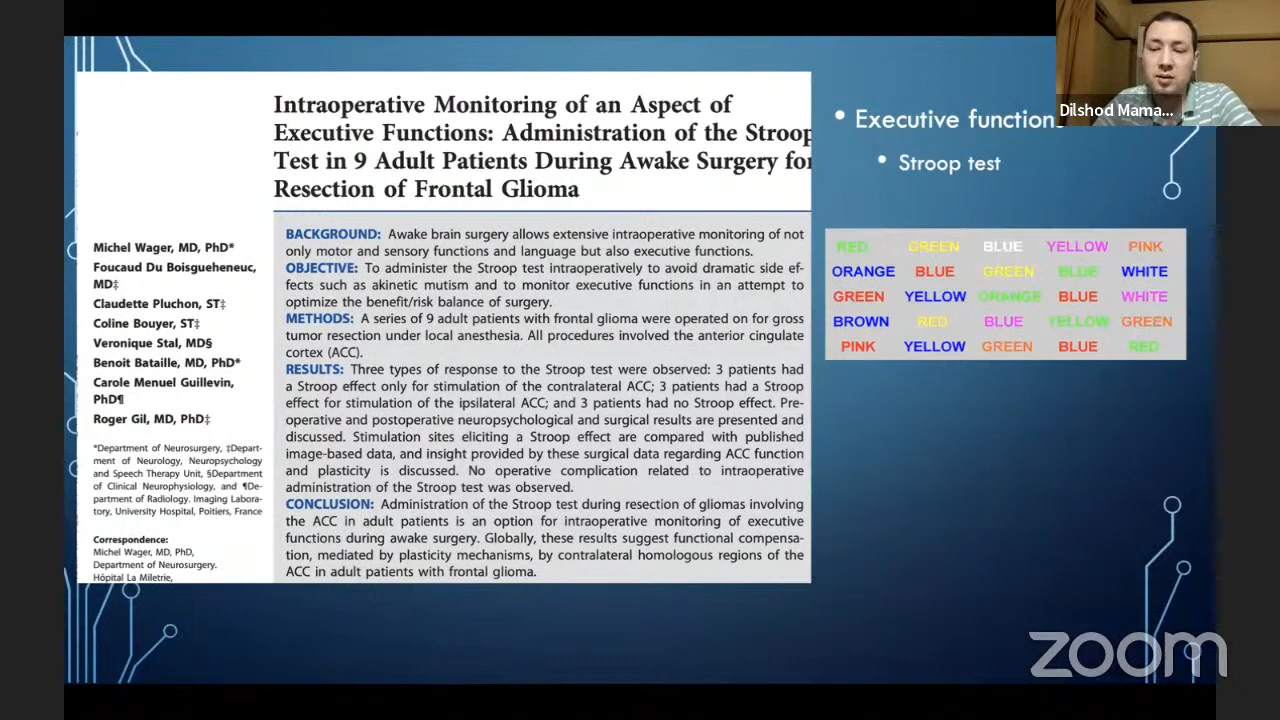 Intraoperative Monitoring of an Aspect of
Executive Functions: Administration of the Stroop
Test in 9 Adult Patients During Awake Surgery for
Resection of Frontal Glioma
Michel Wager, MD, PhD*
Foucaud Du Boisgueheneuc,
MD‡
Claudette Pluchon, ST‡
Coline Bouyer, ST‡
Veronique Stal, MD§
Benoit Bataille, MD, PhD*
Carole Menuel Guillevin,
PhD¶
Roger Gil, MD, PhD‡
*Department of Neurosurgery, ‡Depart-
ment of Neurology, Neuropsychology
and Speech Therapy Unit, §Department
of Clinical Neurophysiology, and ¶De-
partment of Radiology. Imaging Labora-
tory, University Hospital, Poitiers, France
Correspondence:
Michel Wager, MD, PhD,
Department of Neurosurgery.
Hôpital La Miletrie,
BACKGROUND: Awake brain surgery allows extensive intraoperative monitoring of not
only motor and sensory functions and language but also executive functions.
OBJECTIVE: To administer the Stroop test intraoperatively to avoid dramatic side ef-
fects such as akinetic mutism and to monitor executive functions in an attempt to
optimize the benefit/risk balance of surgery.
METHODS: A series of 9 adult patients with frontal glioma were operated on for gross
tumor resection under local anesthesia. All procedures involved the anterior cingulate
cortex (ACC).
RESULTS: Three types of response to the Stroop test were observed: 3 patients had
a Stroop effect only for stimulation of the contralateral ACC; 3 patients had a Stroop
effect for stimulation of the ipsilateral ACC; and 3 patients had no Stroop effect. Pre-
operative and postoperative neuropsychological and surgical results are presented and
discussed. Stimulation sites eliciting a Stroop effect are compared with published
image-based data, and insight provided by these surgical data regarding ACC function
and plasticity is discussed. No operative complication related to intraoperative
administration of the Stroop test was observed.
CONCLUSION: Administration of the Stroop test during resection of gliomas involving
the ACC in adult patients is an option for intraoperative monitoring of executive
functions during awake surgery. Globally, these results suggest functional compensa-
tion, mediated by plasticity mechanisms, by contralateral homologous regions of the
ACC in adult patients with frontal glioma.
• Executive functions
• Stroop test
RED GREEN BLUE YELLOW PINK
ORANGE BLUE GREEN BLUE WHITE
GREEN YELLOW ORANGE BLUE WHITE
BROWN RED BLUE YELLOW GREEN
PINK YELLOW GREEN BLUE RED
Dilshod Mama...
zoom